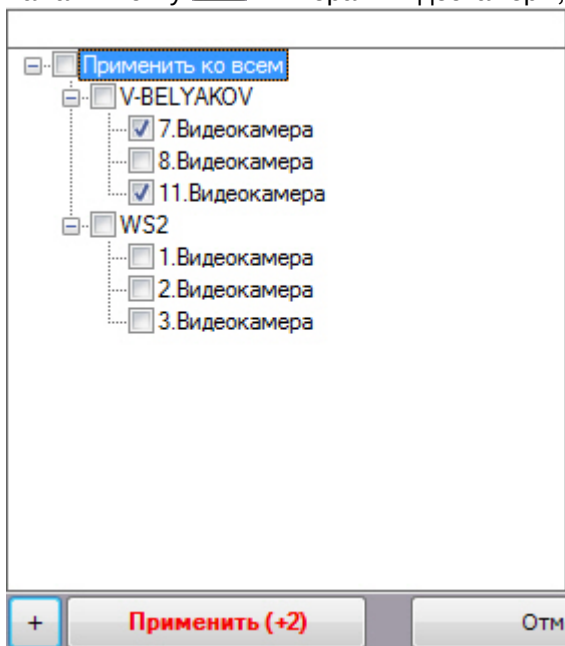 Применить ко всем
V-BELYAKOV
7.Видеокамера
8.Видеокамера
11.Видеокамера
WS2
1.Видеокамера
2.Видеокамера
3.Видеокамера
+ Применить (+2) Отм